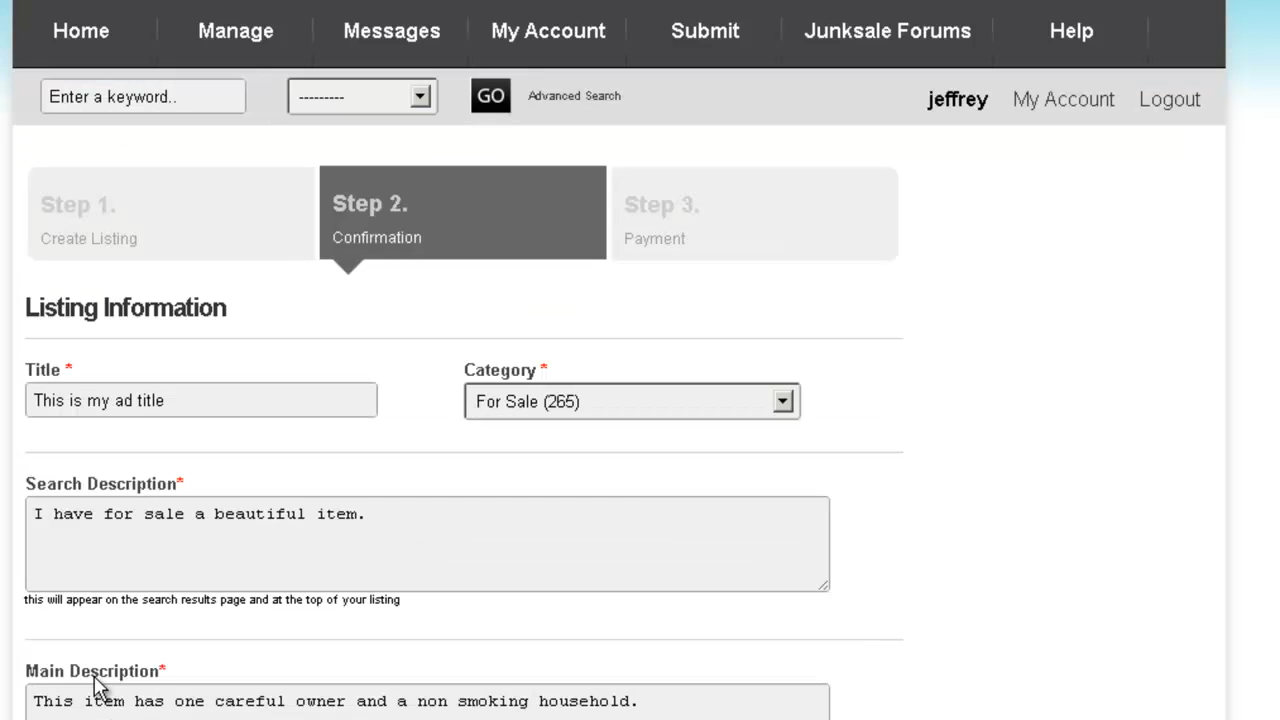 Home Manage Messages My Account Submit Junksale Forums Help
Enter a keyword.. --------- GO Advanced Search jeffrey My Account Logout
Step 1. Step 2. Step 3.
Create Listing Confirmation Payment
Listing Information
Title * Category *
This is my ad title For Sale (265)
Search Description*
I have for sale a beautiful item.
this will appear on the search results page and at the top of your listing
Main Description*
This item has one careful owner and a non smoking household.